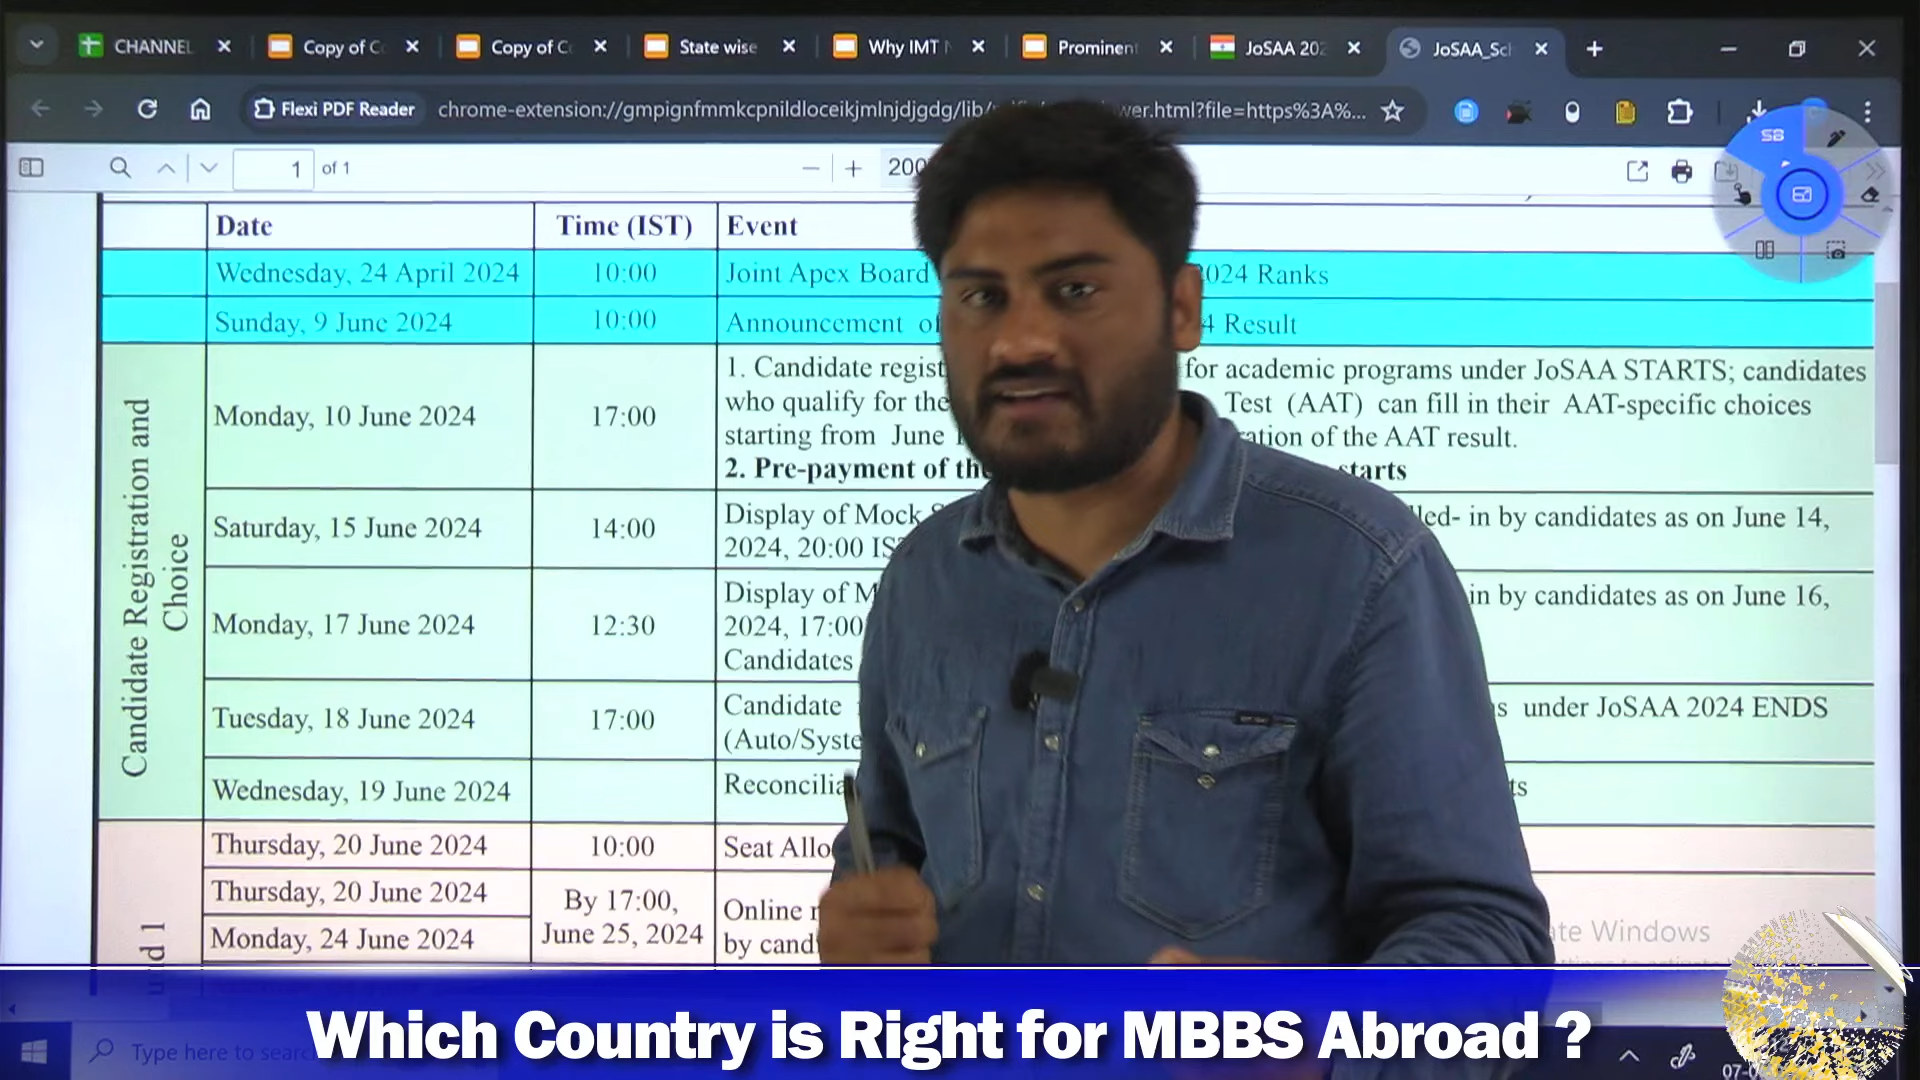 CHANNEL
Copy of C
Copy of C
State wise
Why IMT
Prominent
JoSAA 202
JoSAA_Sch
Flexi PDF Reader
chrome-extension://gmpignfmmkcpnildloceikjmlnjdjgdg/lib/
wer.html?file=https%3A%...
58
1 of 1
200
Date Time (IST) Event
Wednesday, 24 April 2024 10:00 Joint Apex Board 2024 Ranks
Sunday, 9 June 2024 10:00 Announcement of 4 Result
Candidate Registration and
Choice
Monday, 10 June 2024 17:00
1. Candidate regist for academic programs under JoSAA STARTS; candidates
who qualify for the Test (AAT) can fill in their AAT-specific choices
starting from June ration of the AAT result.
2. Pre-payment of the starts
Saturday, 15 June 2024 14:00
Display of Mock S lled- in by candidates as on June 14,
2024, 20:00 IS
Monday, 17 June 2024 12:30
Display of M in by candidates as on June 16,
2024, 17:00
Candidates
Tuesday, 18 June 2024 17:00
Candidate s under JoSAA 2024 ENDS
(Auto/Syste
Wednesday, 19 June 2024 Reconcilia ts
Thursday, 20 June 2024 10:00 Seat Allo
Thursday, 20 June 2024
Monday, 24 June 2024
By 17:00,
June 25, 2024
Online r
by cand
und 1
ate Windows
Which Country is Right for MBBS Abroad ?
Type here to searc
07-0